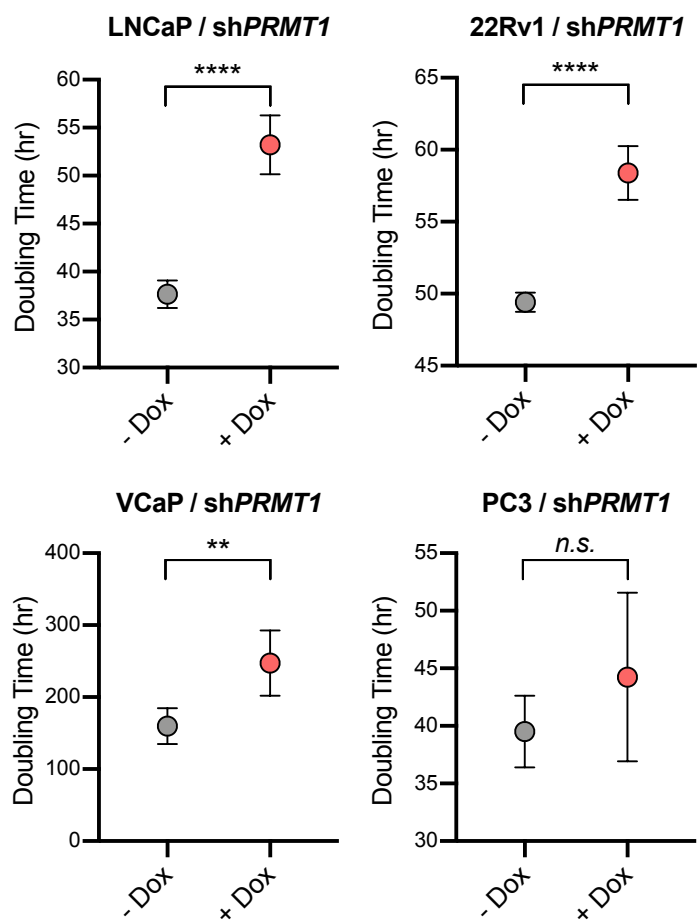 LNCaP / shPRMT1
60
55
50
45
40
35
30
Doubling Time (hr)
****
- Dox
+ Dox
22Rv1 / shPRMT1
65
60
55
50
45
Doubling Time (hr)
****
- Dox
+ Dox
VCaP / shPRMT1
400
300
200
100
0
Doubling Time (hr)
**
- Dox
+ Dox
PC3 / shPRMT1
55
50
45
40
35
30
Doubling Time (hr)
n.s.
- Dox
+ Dox